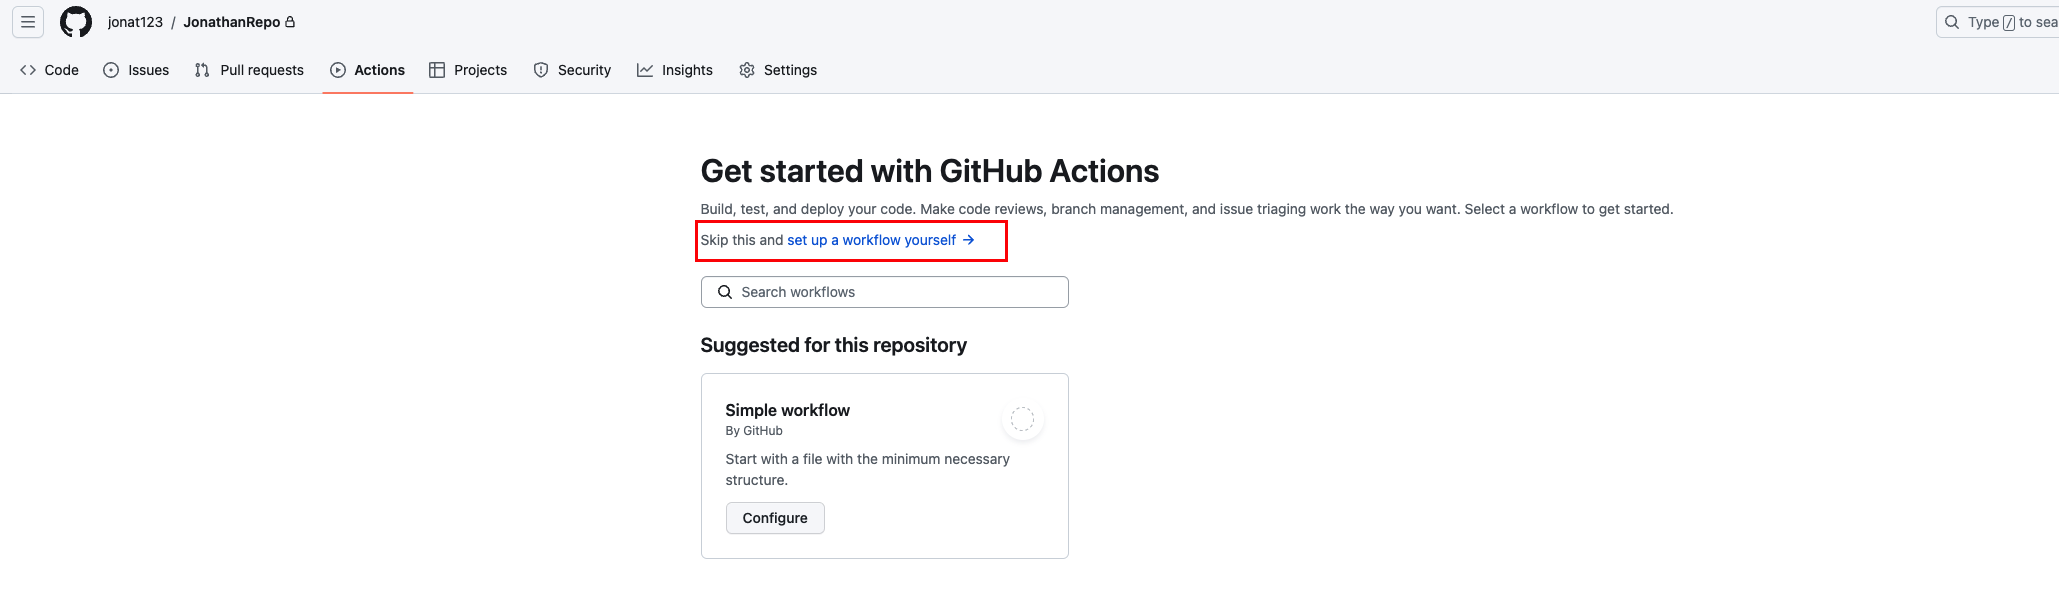 jonat123 / JonathanRepo
Type / to sea
Code Issues Pull requests Actions Projects Security Insights Settings
Get started with GitHub Actions
Build, test, and deploy your code. Make code reviews, branch management, and issue triaging work the way you want. Select a workflow to get started.
Skip this and set up a workflow yourself →
Search workflows
Suggested for this repository
Simple workflow
By GitHub
Start with a file with the minimum necessary
structure.
Configure